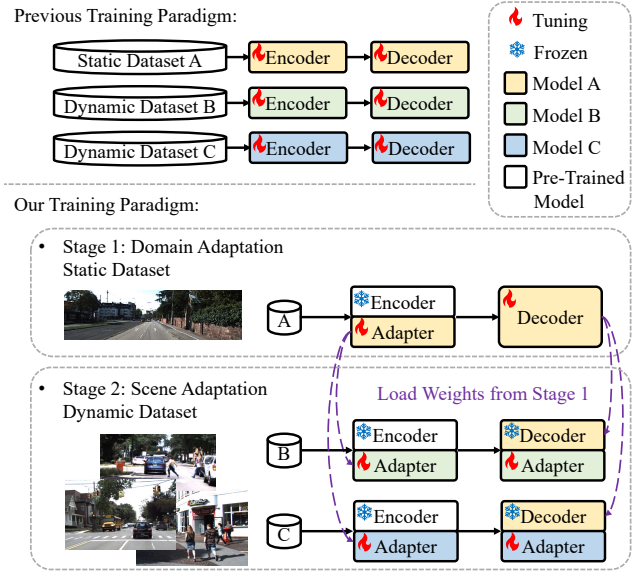 Previous Training Paradigm:
Static Dataset A
Encoder
Decoder
Dynamic Dataset B
Encoder
Decoder
Dynamic Dataset C
Encoder
Decoder
Tuning
Frozen
Model A
Model B
Model C
Pre-Trained
Model
Our Training Paradigm:
• Stage 1: Domain Adaptation
Static Dataset
A
Encoder
Adapter
Decoder
• Stage 2: Scene Adaptation
Dynamic Dataset
Load Weights from Stage 1
B
Encoder
Adapter
Decoder
Adapter
C
Encoder
Adapter
Decoder
Adapter